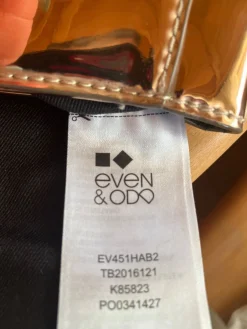 even
&ODD
EV451HAB2
TB2016121
K85823
PO0341427